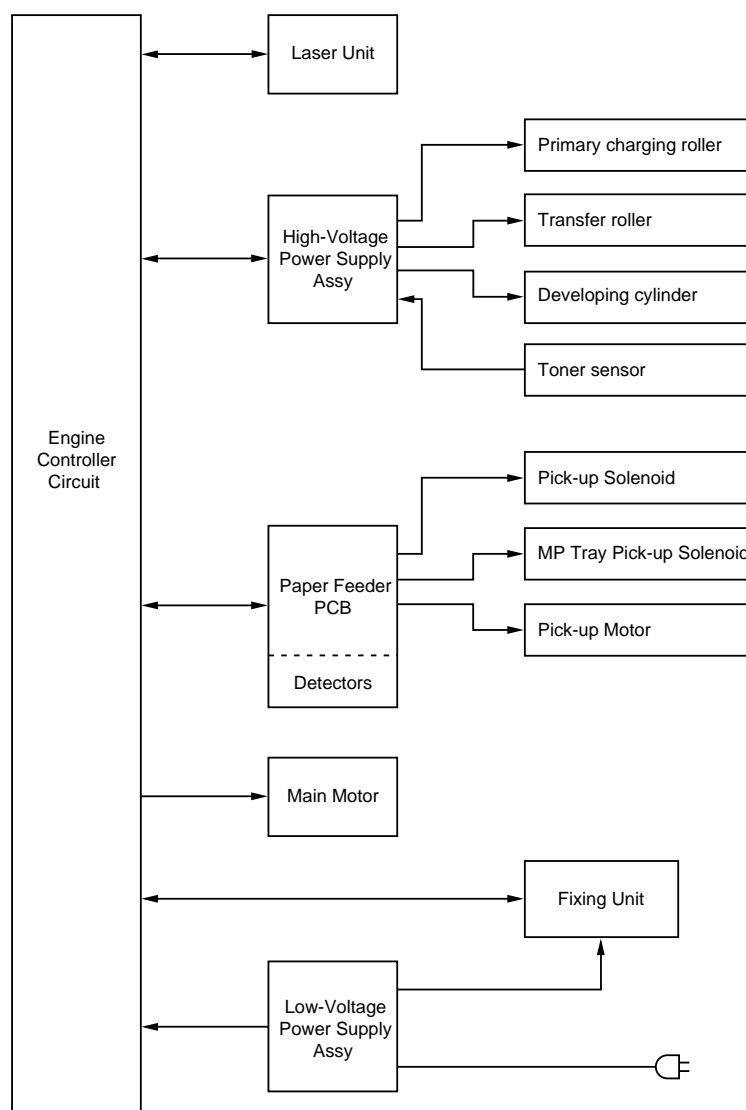 Laser Unit
Primary charging roller
High-Voltage
Power Supply
Assy
Transfer roller
Developing cylinder
Toner sensor
Engine
Controller
Circuit
Pick-up Solenoid
Paper Feeder
PCB
MP Tray Pick-up Solenoid
Pick-up Motor
Detectors
Main Motor
Fixing Unit
Low-Voltage
Power Supply
Assy